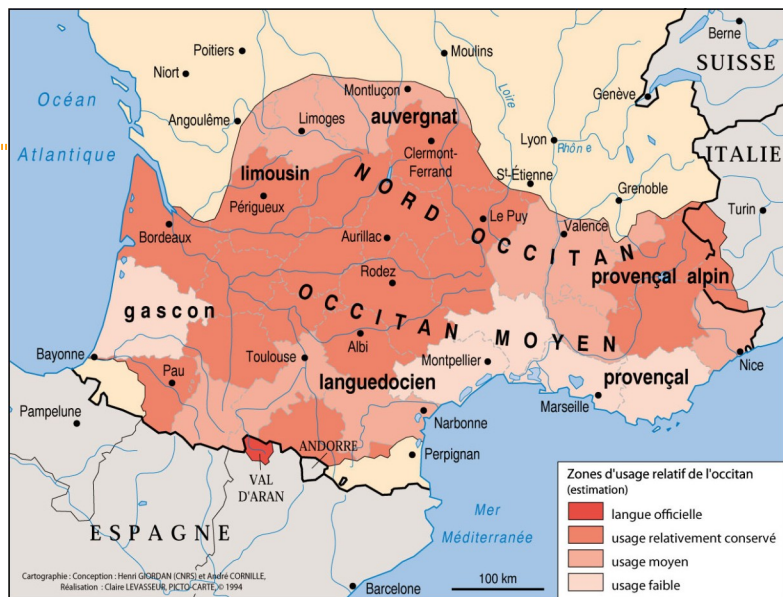 Poitiers
Moulins
Berne
SUISSE
Niort
Océan
Atlantique
Montluçon
Loire
Genève
Angoulême
Limoges
auvergnat
Lyon
Rhône
ITALIE
"
Clermont-
Ferrand
limousin
St-Étienne
Grenoble
Périgueux
NORD OCCITAN
Turin
Le Puy
Valence
Bordeaux
Aurillac
provençal alpin
Rodez
gascon
OCCITAN MOYEN
Albi
Bayonne
Toulouse
Montpellier
Nice
Pau
languedocien
provençal
Marseille
Pampelune
Narbonne
ANDORRE
Perpignan
VAL
D'ARAN
ESPAGNE
Mer
Méditerranée
Zones d'usage relatif de l'occitan
(estimation)
langue officielle
usage relativement conservé
usage moyen
usage faible
Cartographie : Conception : Henri GIORDAN (CNRS) et André CORNILLE,
Réalisation : Claire LEVASSEUR, PICTO-CARTE, © 1994
Barcelone
100 km